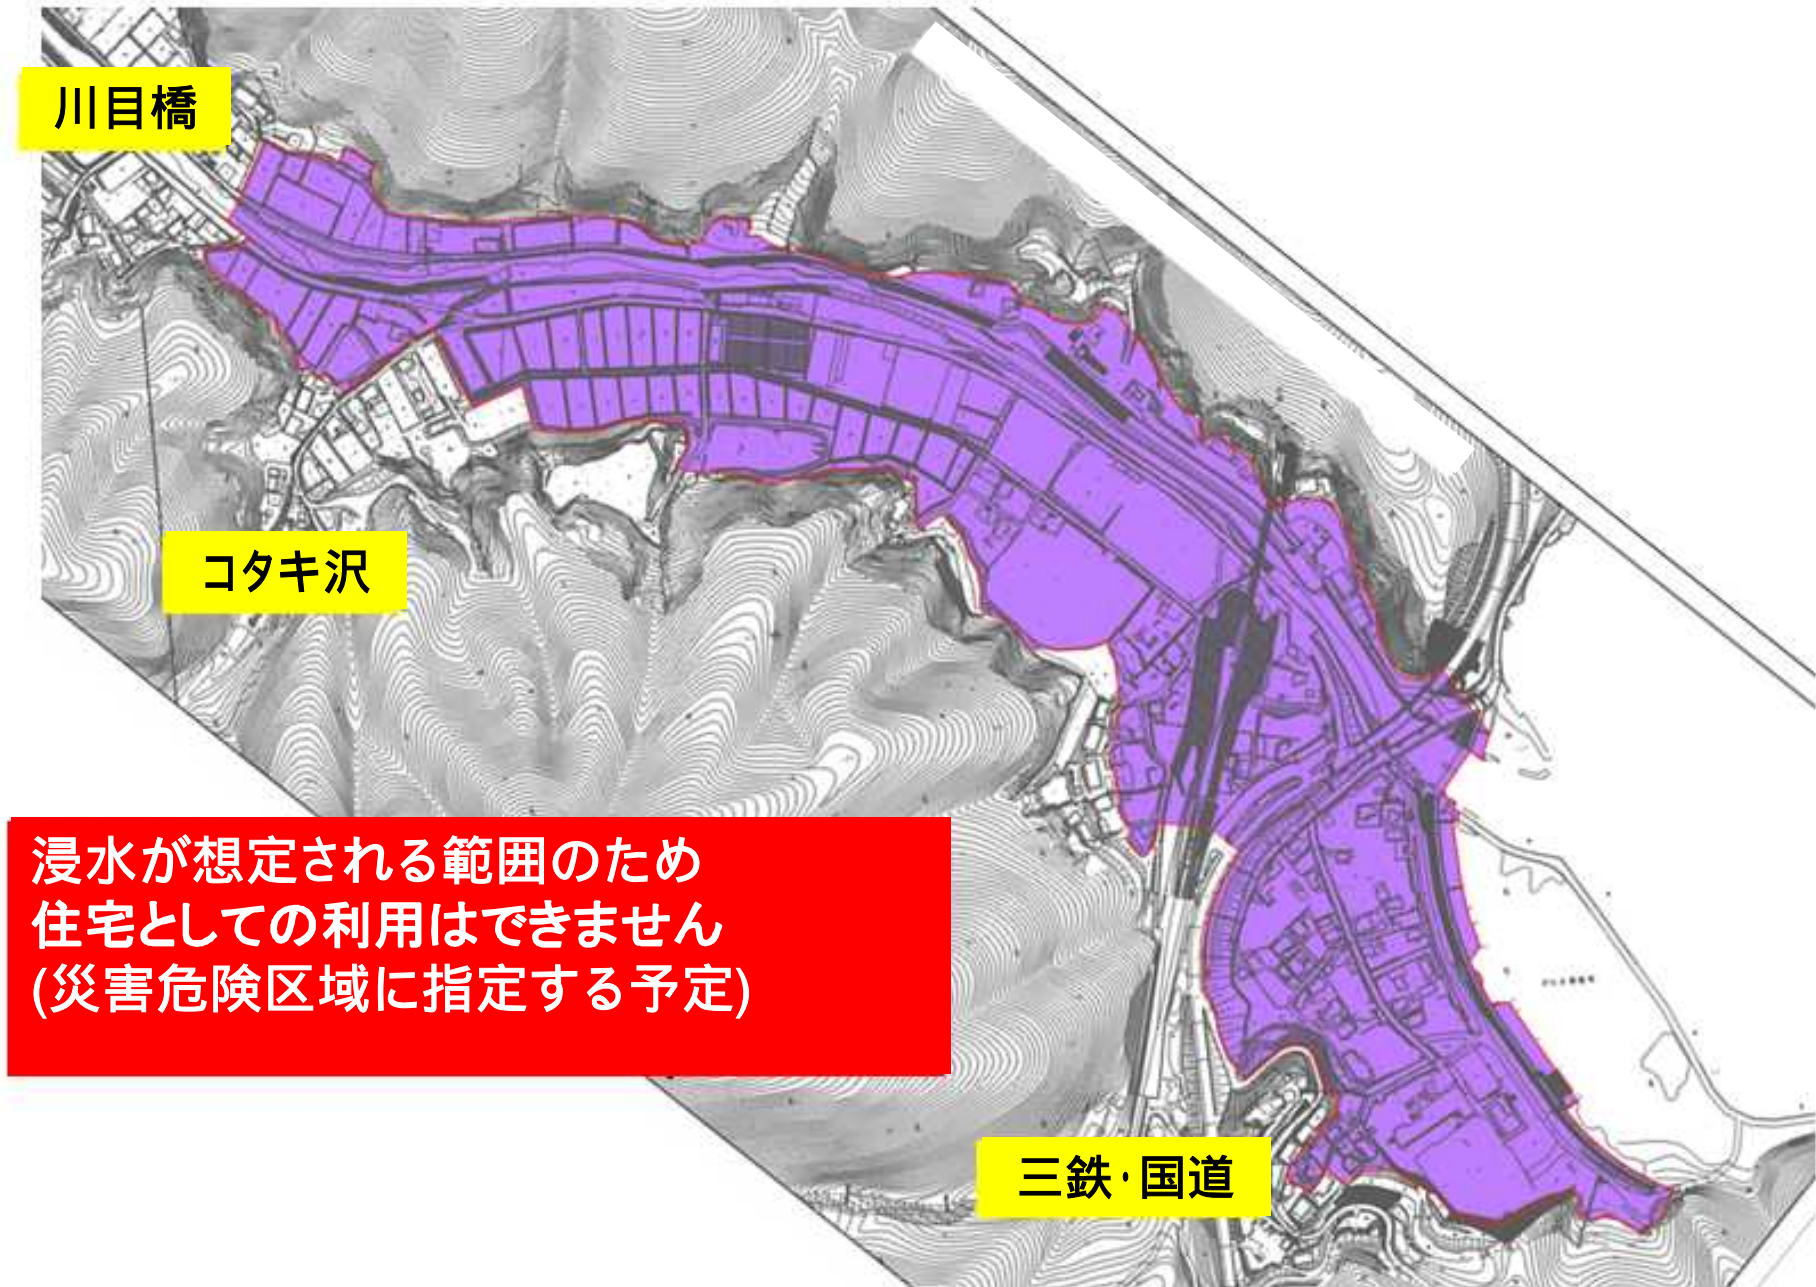 川目橋
コタキ沢
浸水が想定される範囲のため
住宅としての利用はできません
(災害危険区域に指定する予定)
三鉄・国道